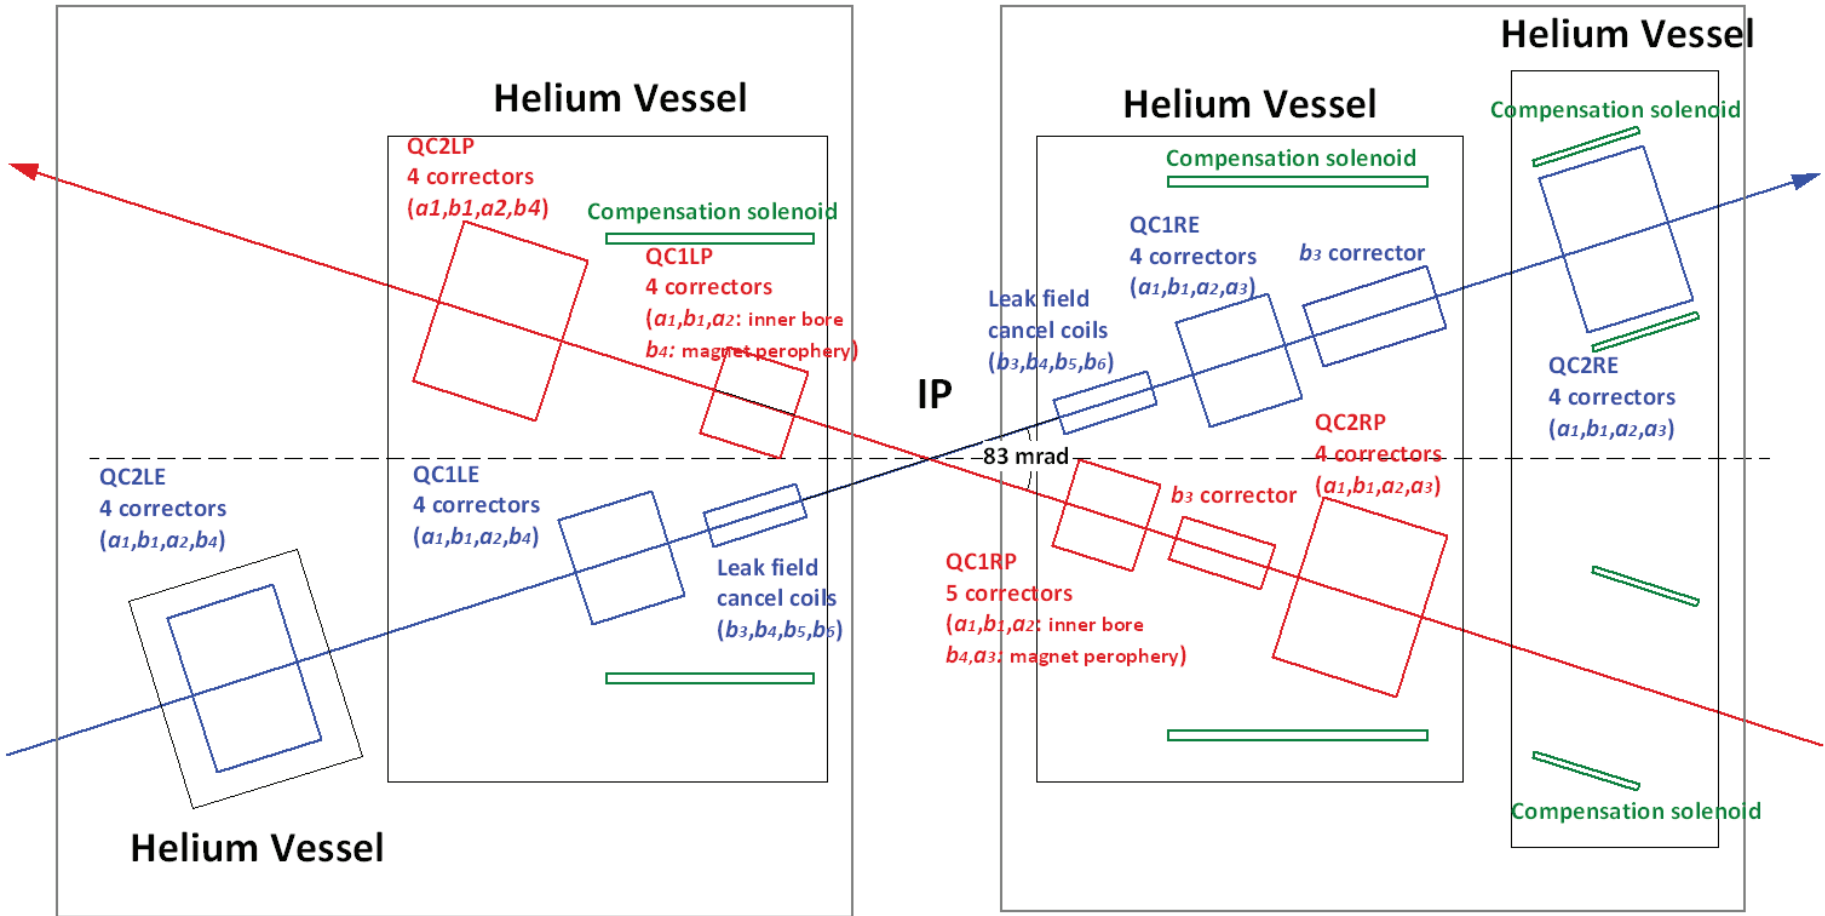 Helium Vessel
QC2LP
4 correctors
(a1,b1,a2,b4)
Compensation solenoid
QC1LP
4 correctors
(a1,b1,a2: inner bore
b4: magnet perophery)
QC2LE
4 correctors
(a1,b1,a2,b4)
QC1LE
4 correctors
(a1,b1,a2,b4)
Leak field
cancel coils
(b3,b4,b5,b6)
Helium Vessel
IP
83 mrad
Helium Vessel
Compensation solenoid
QC1RE
4 correctors
(a1,b1,a2,a3)
b3 corrector
Leak field
cancel coils
(b3,b4,b5,b6)
QC2RP
4 correctors
(a1,b1,a2,a3)
b3 corrector
QC1RP
5 correctors
(a1,b1,a2: inner bore
b4,a3: magnet perophery)
Helium Vessel
Compensation solenoid
QC2RE
4 correctors
(a1,b1,a2,a3)
Compensation solenoid